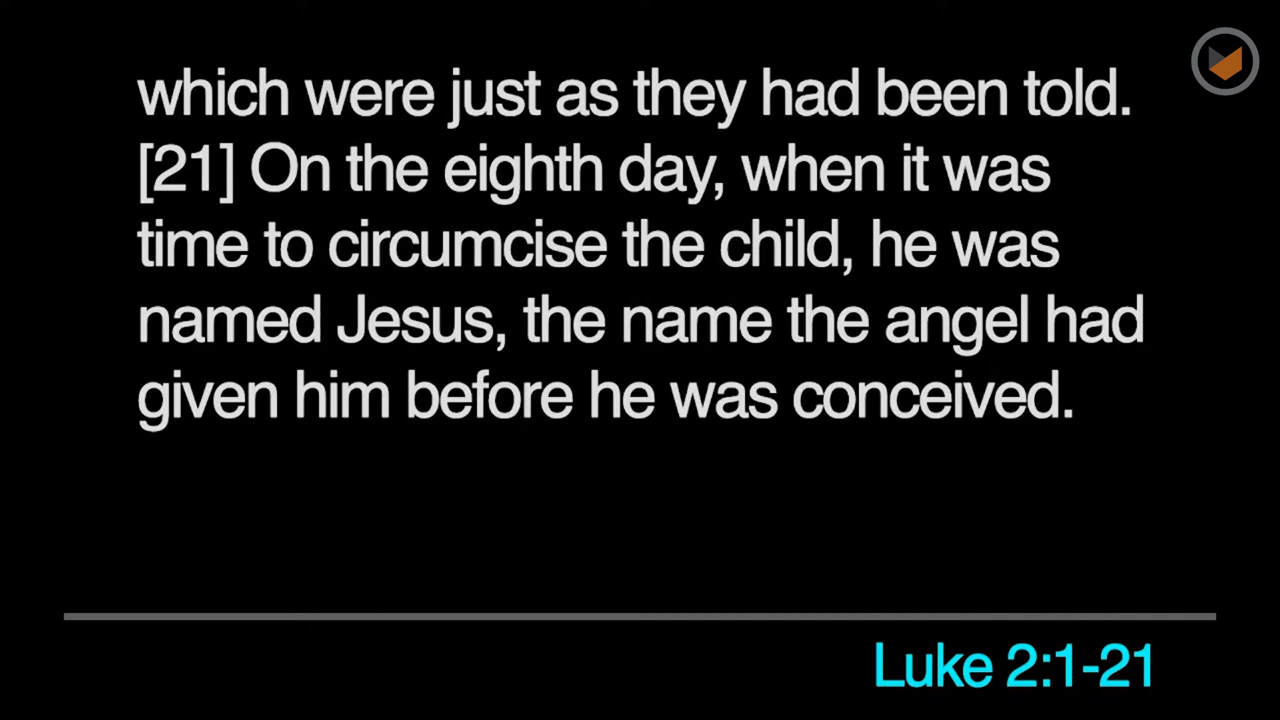 which were just as they had been told.
[21] On the eighth day, when it was
time to circumcise the child, he was
named Jesus, the name the angel had
given him before he was conceived.
Luke 2:1-21